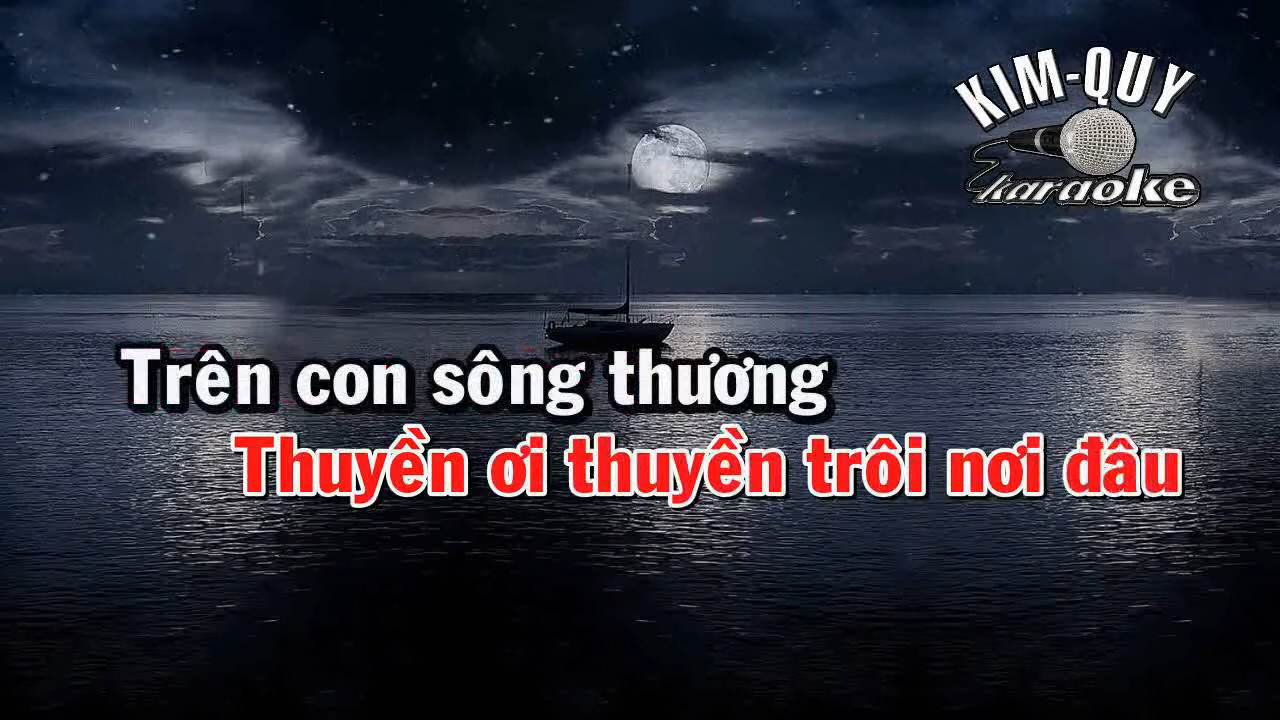 KIM-QUY
karaoke
Trên con sông thương
Thuyền ơi thuyền trôi nơi đâu